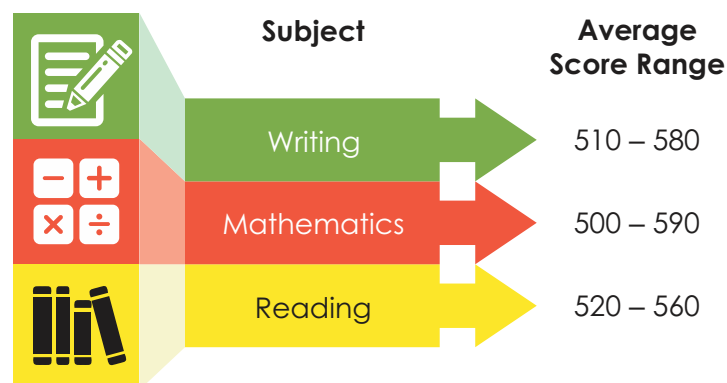 Subject
Average
Score Range
Writing
510 – 580
Mathematics
500 – 590
Reading
520 – 560